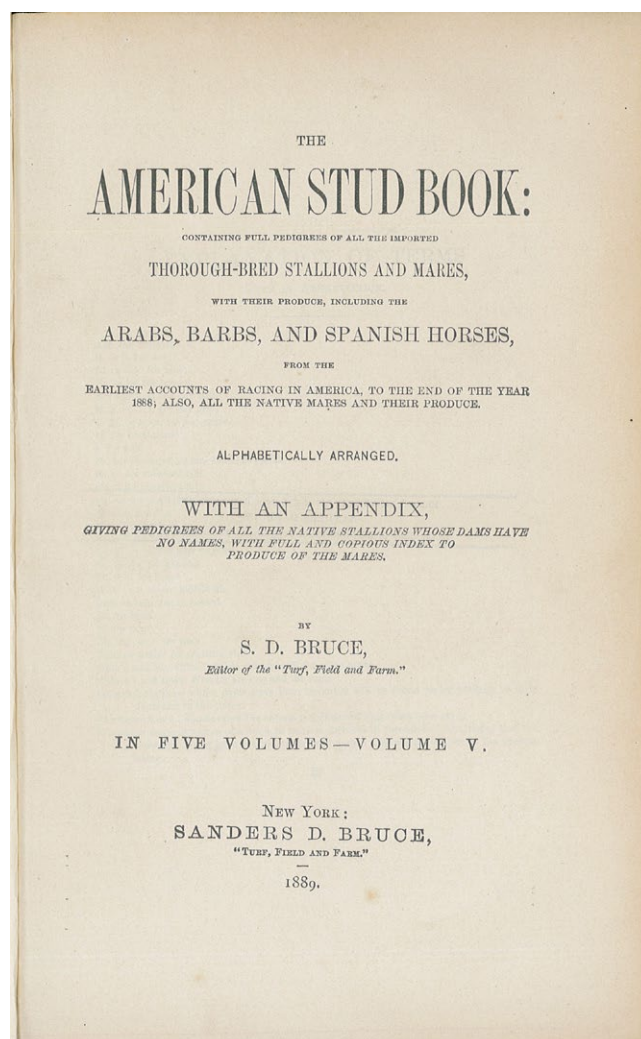 THE
AMERICAN STUD BOOK:
CONTAINING FULL PEDIGREES OF ALL THE IMPORTED
THOROUGH-BRED STALLIONS AND MARES,
WITH THEIR PRODUCE, INCLUDING THE
ARABS, BARBS, AND SPANISH HORSES,
FROM THE
EARLIEST ACCOUNTS OF RACING IN AMERICA, TO THE END OF THE YEAR
1888; ALSO, ALL THE NATIVE MARES AND THEIR PRODUCE.
ALPHABETICALLY ARRANGED.
WITH AN APPENDIX,
GIVING PEDIGREES OF ALL THE NATIVE STALLIONS WHOSE DAMS HAVE
NO NAMES, WITH FULL AND COPIOUS INDEX TO
PRODUCE OF THE MARES.
BY
S. D. BRUCE,
Editor of the "Turf, Field and Farm."
IN FIVE VOLUMES—VOLUME V.
NEW YORK:
SANDERS D. BRUCE,
"TURF, FIELD AND FARM."
1889.